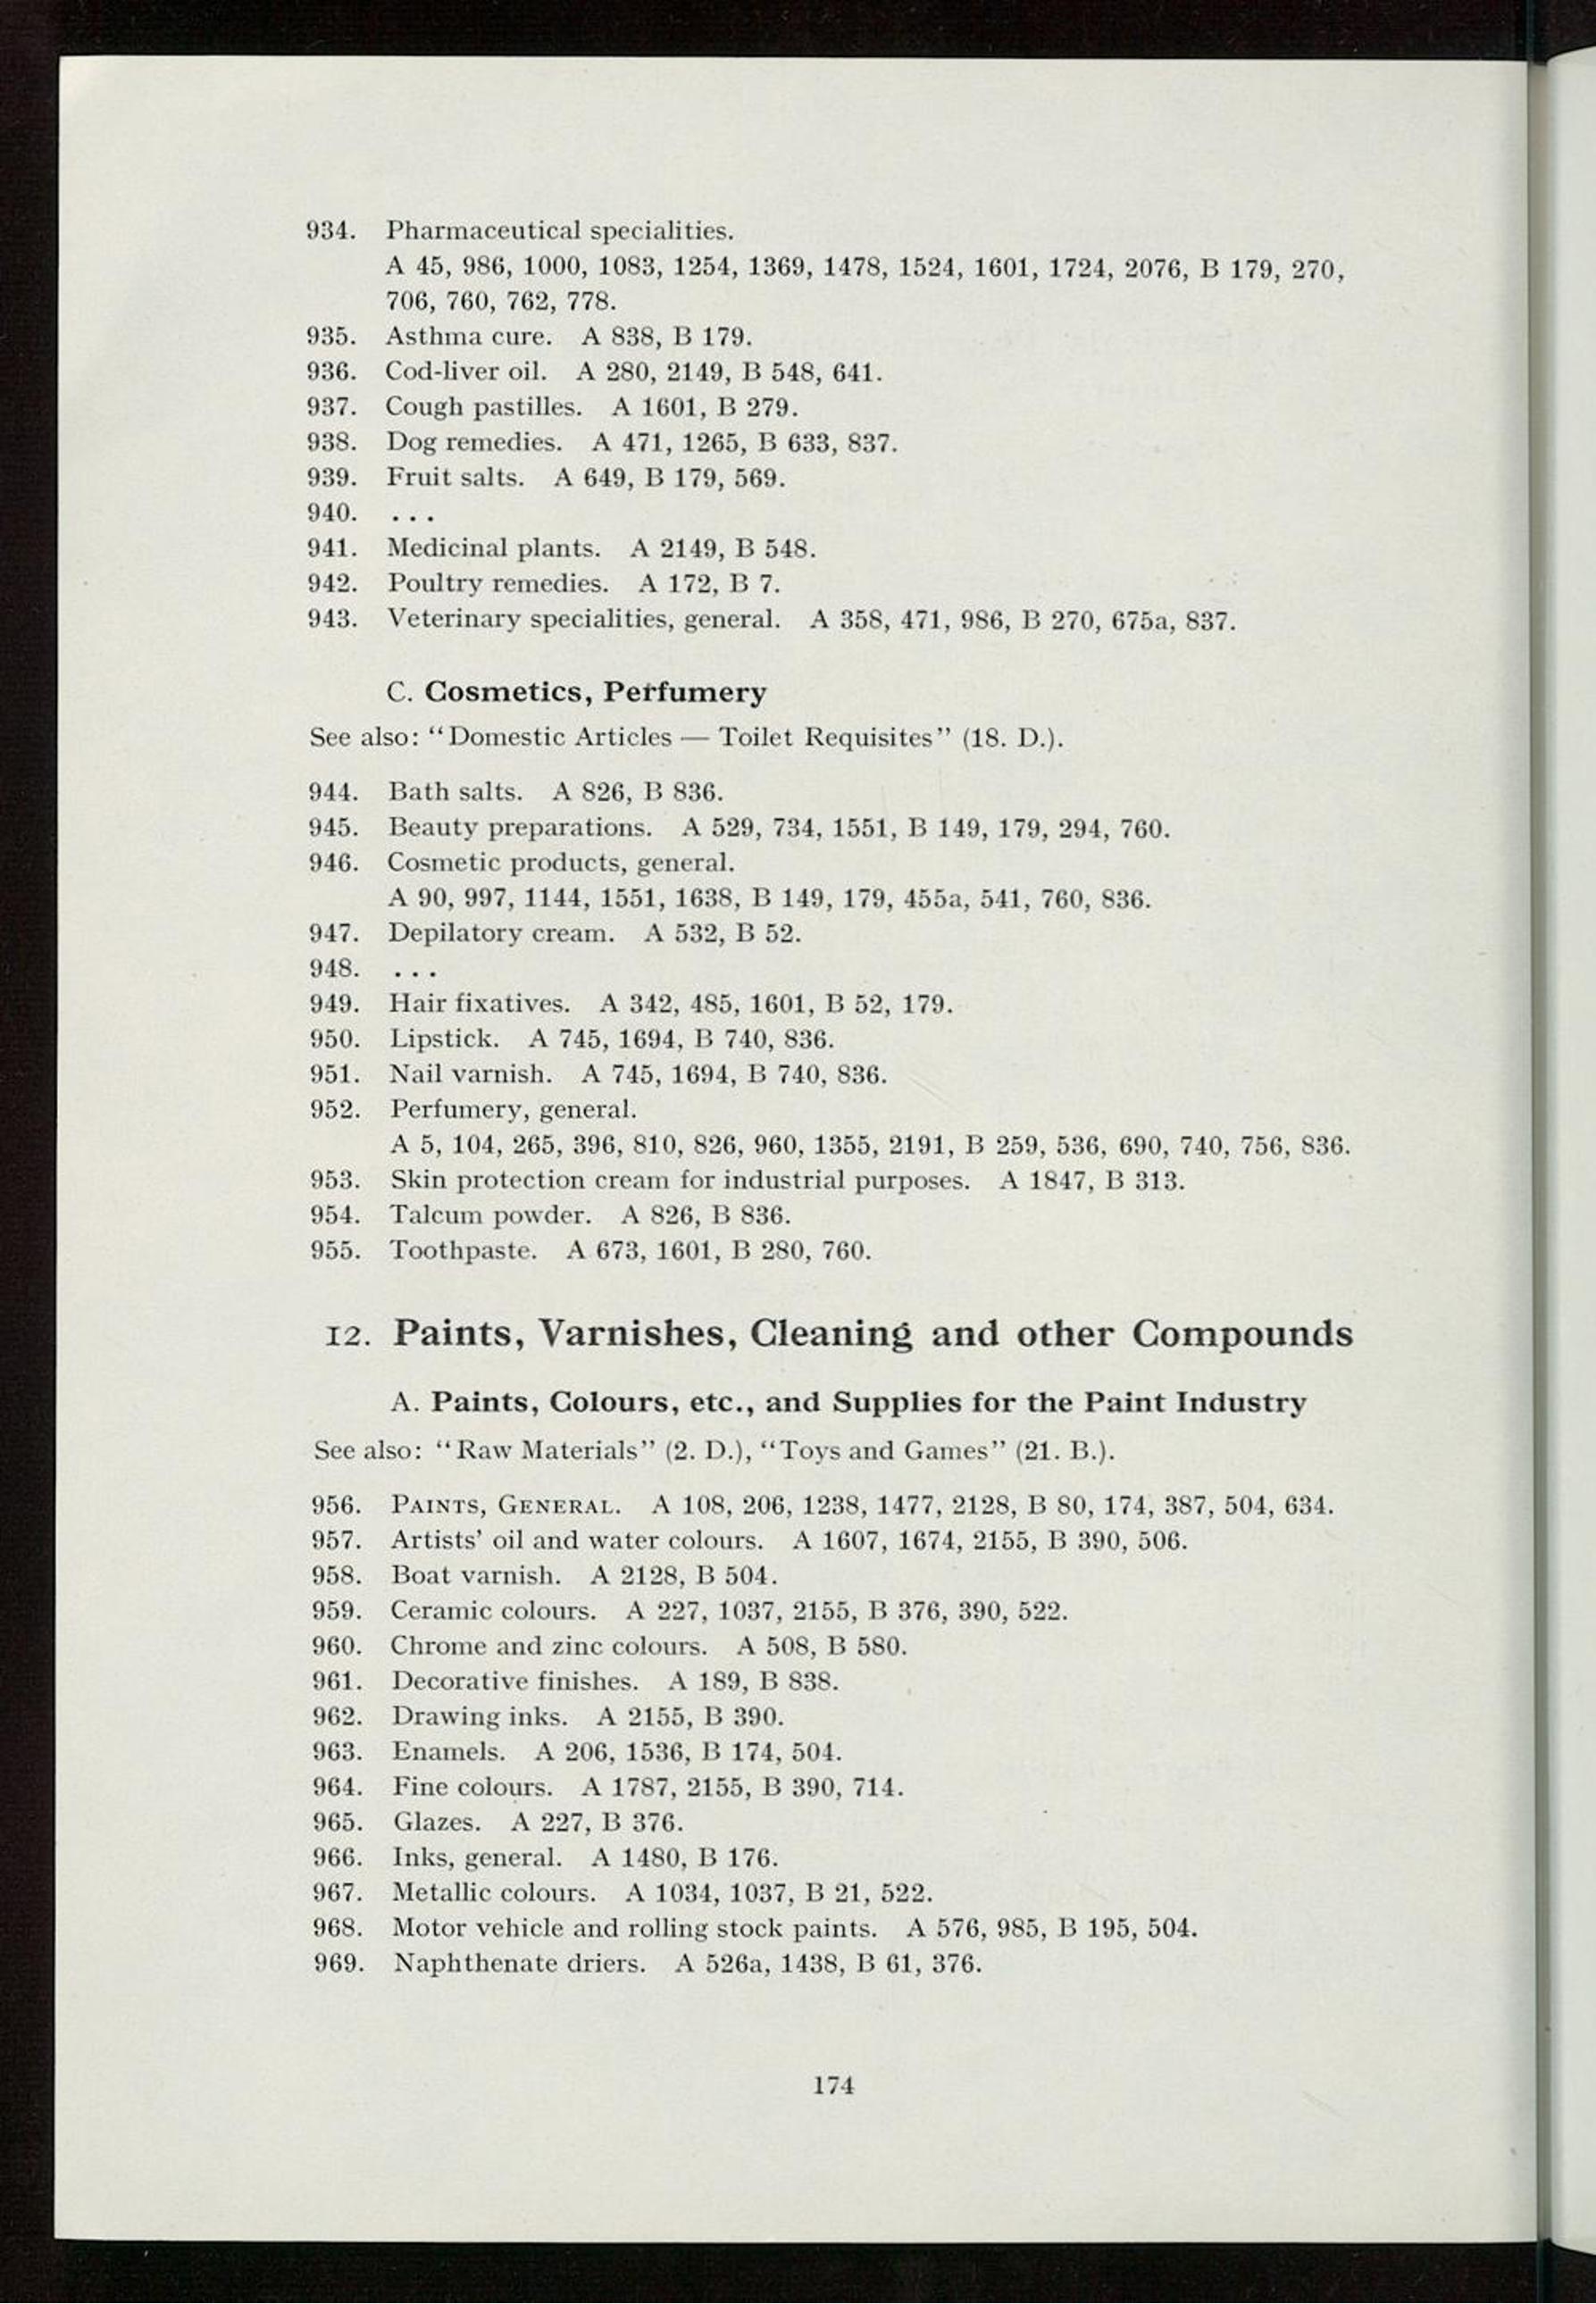 934. Pharmaceutical specialities.
A 45, 986, 1000, 1083, 1254, 1369, 1478, 1524, 1601, 1724, 2076, B 179, 270,
706, 760, 762, 778.
935. Asthma cure. A 838, B 179.
936. Cod-liver oil. A 280, 2149, B 548, 641.
937. Cough pastilles. A 1601, B 279.
938. Dog remedies. A 471, 1265, B 633, 837.
939. Fruit salts. A 649, B 179, 569.
940. ...
941. Medicinal plants. A 2149, B 548.
942. Poultry remedies. A 172, B 7.
943. Veterinary specialities, general. A 358, 471, 986, B 270, 675a, 837.
C. Cosmetics, Perfumery
See also: “Domestic Articles — Toilet Requisites” (18. D.).
944. Bath salts. A 826, B 836.
945. Beauty preparations. A 529, 734, 1551, B 149, 179, 294, 760.
946. Cosmetic products, general.
A 90, 997, 1144, 1551, 1638, B 149, 179, 455a, 541, 760, 836.
947. Depilatory cream. A 532, B 52.
948. ...
949. Hair fixatives. A 342, 485, 1601, B 52, 179.
950. Lipstick. A 745, 1694, B 740, 836.
951. Nail varnish. A 745, 1694, B 740, 836.
952. Perfumery, general.
A 5, 104, 265, 396, 810, 826, 960, 1355, 2191, B 259, 536, 690, 740, 756, 836.
953. Skin protection cream for industrial purposes. A 1847, B 313.
954. Talcum powder. A 826, B 836.
955. Toothpaste. A 673, 1601, B 280, 760.
12. Paints, Varnishes, Cleaning and other Compounds
A. Paints, Colours, etc., and Supplies for the Paint Industry
See also: “Raw Materials” (2. D.), “Toys and Games” (21. B.).
956. PAINTS, GENERAL. A 108, 206, 1238, 1477, 2128, B 80, 174, 387, 504, 634.
957. Artists’ oil and water colours. A 1607, 1674, 2155, B 390, 506.
958. Boat varnish. A 2128, B 504.
959. Ceramic colours. A 227, 1037, 2155, B 376, 390, 522.
960. Chrome and zinc colours. A 508, B 580.
961. Decorative finishes. A 189, B 838.
962. Drawing inks. A 2155, B 390.
963. Enamels. A 206, 1536, B 174, 504.
964. Fine colours. A 1787, 2155, B 390, 714.
965. Glazes. A 227, B 376.
966. Inks, general. A 1480, B 176.
967. Metallic colours. A 1034, 1037, B 21, 522.
968. Motor vehicle and rolling stock paints. A 576, 985, B 195, 504.
969. Naphthenate driers. A 526a, 1438, B 61, 376.
174